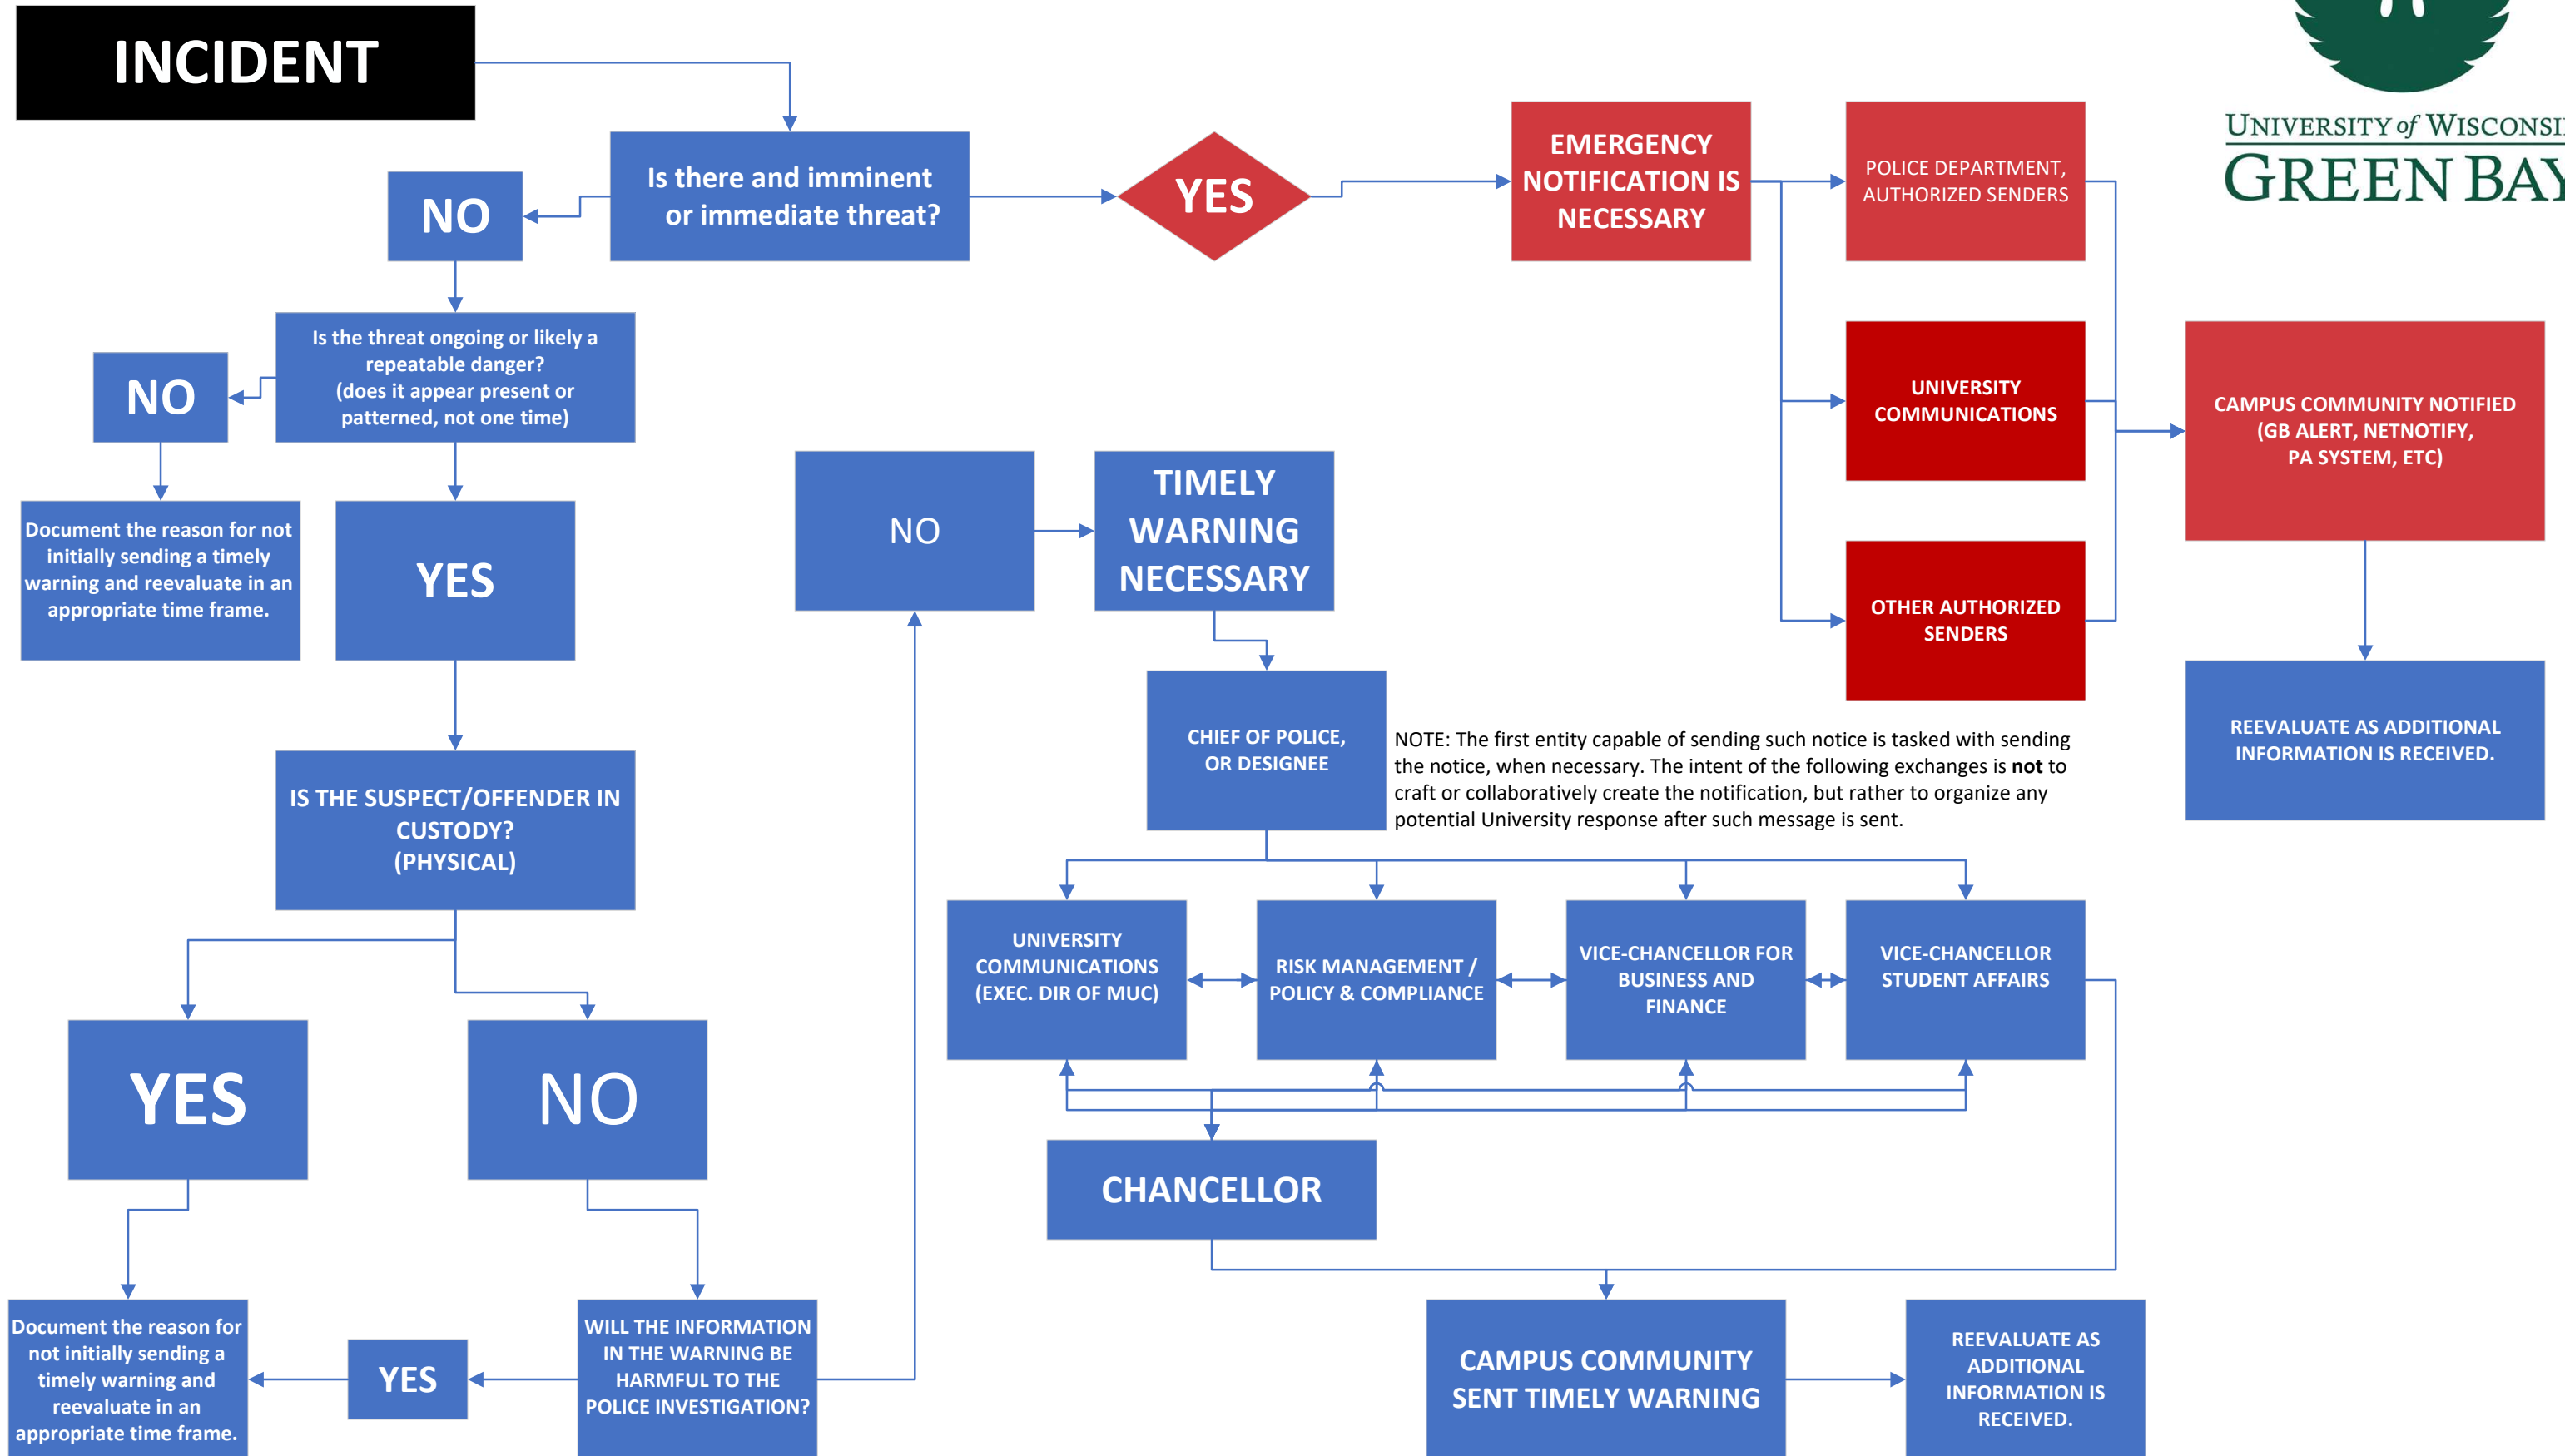 INCIDENT
UNIVERSITY of WISCONSIN
GREEN BAY
Is there and imminent
or immediate threat?
YES
EMERGENCY
NOTIFICATION IS
NECESSARY
POLICE DEPARTMENT,
AUTHORIZED SENDERS
NO
Is the threat ongoing or likely a
repeatable danger?
(does it appear present or
patterned, not one time)
NO
UNIVERSITY
COMMUNICATIONS
CAMPUS COMMUNITY NOTIFIED
(GB ALERT, NETNOTIFY,
PA SYSTEM, ETC)
Document the reason for not
initially sending a timely
warning and reevaluate in an
appropriate time frame.
YES
NO
TIMELY
WARNING
NECESSARY
OTHER AUTHORIZED
SENDERS
CHIEF OF POLICE,
OR DESIGNEE
NOTE: The first entity capable of sending such notice is tasked with sending
the notice, when necessary. The intent of the following exchanges is not to
craft or collaboratively create the notification, but rather to organize any
potential University response after such message is sent.
REEVALUATE AS ADDITIONAL
INFORMATION IS RECEIVED.
IS THE SUSPECT/OFFENDER IN
CUSTODY?
(PHYSICAL)
UNIVERSITY
COMMUNICATIONS
(EXEC. DIR OF MUC)
RISK MANAGEMENT /
POLICY & COMPLIANCE
VICE-CHANCELLOR FOR
BUSINESS AND
FINANCE
VICE-CHANCELLOR
STUDENT AFFAIRS
YES
NO
CHANCELLOR
Document the reason for
not initially sending a
timely warning and
reevaluate in an
appropriate time frame.
YES
WILL THE INFORMATION
IN THE WARNING BE
HARMFUL TO THE
POLICE INVESTIGATION?
CAMPUS COMMUNITY
SENT TIMELY WARNING
REEVALUATE AS
ADDITIONAL
INFORMATION IS
RECEIVED.